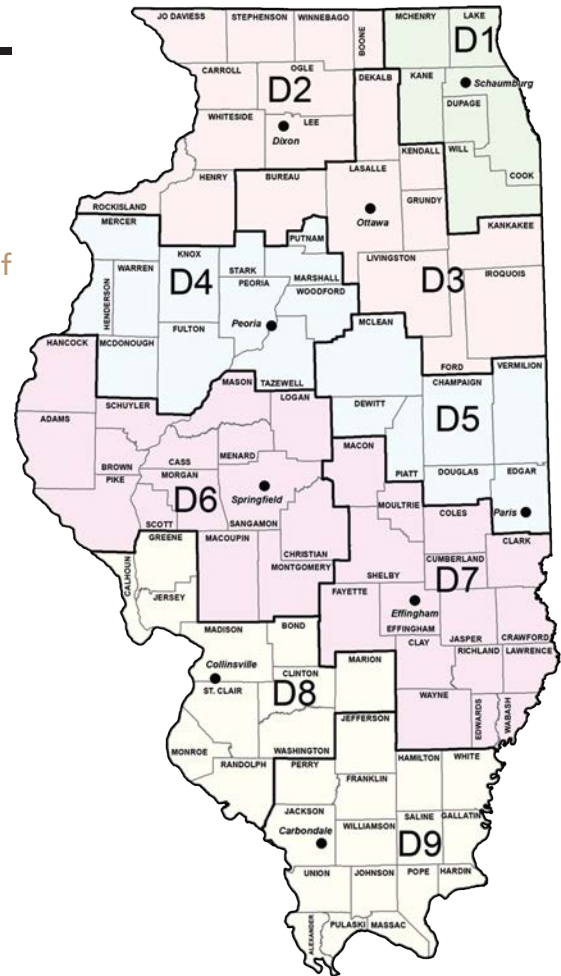 JO DAVIESS STEPHENSON WINNEBAGO BOONE MCHENRY LAKE
D1
CARROLL OGLE DEKALB KANE Schaumburg
D2
DUPAGE
WHITESIDE LEE
Dixon
KENDALL WILL
HENRY BUREAU LASALLE COOK
ROCKISLAND GRUNDY
MERCER Ottawa KANKAKEE
f
PUTNAM
KNOX LIVINGSTON
WARREN STARK D3 IROQUOIS
D4 PEORIA MARSHALL
HENDERSON WOODFORD
Peoria MCLEAN
FULTON
HANCOCK MCDONOUGH
FORD VERMILION
MASON TAZEWELL CHAMPAIGN
LOGAN
SCHUYLER DEWITT
ADAMS D5
MACON
CASS MENARD
BROWN PIATT DOUGLAS EDGAR
PIKE MORGAN
D6 Springfield MOULTRIE Paris
COLES
SCOTT SANGAMON
GREENE MACOUPIN CLARK
CHRISTIAN CUMBERLAND
CALHOUN MONTGOMERY SHELBY D7
JERSEY FAYETTE
Effingham
MADISON BOND EFFINGHAM JASPER CRAWFORD
CLAY RICHLAND LAWRENCE
Collinsville MARION
CLINTON
ST. CLAIR D8 WAYNE EDWARDS WABASH
JEFFERSON
MONROE WASHINGTON
RANDOLPH PERRY HAMILTON WHITE
FRANKLIN
JACKSON
SALINE GALLATIN
Carbondale WILLIAMSON
D9
UNION JOHNSON POPE HARDIN
ALEXANDER PULASKI MASSAC